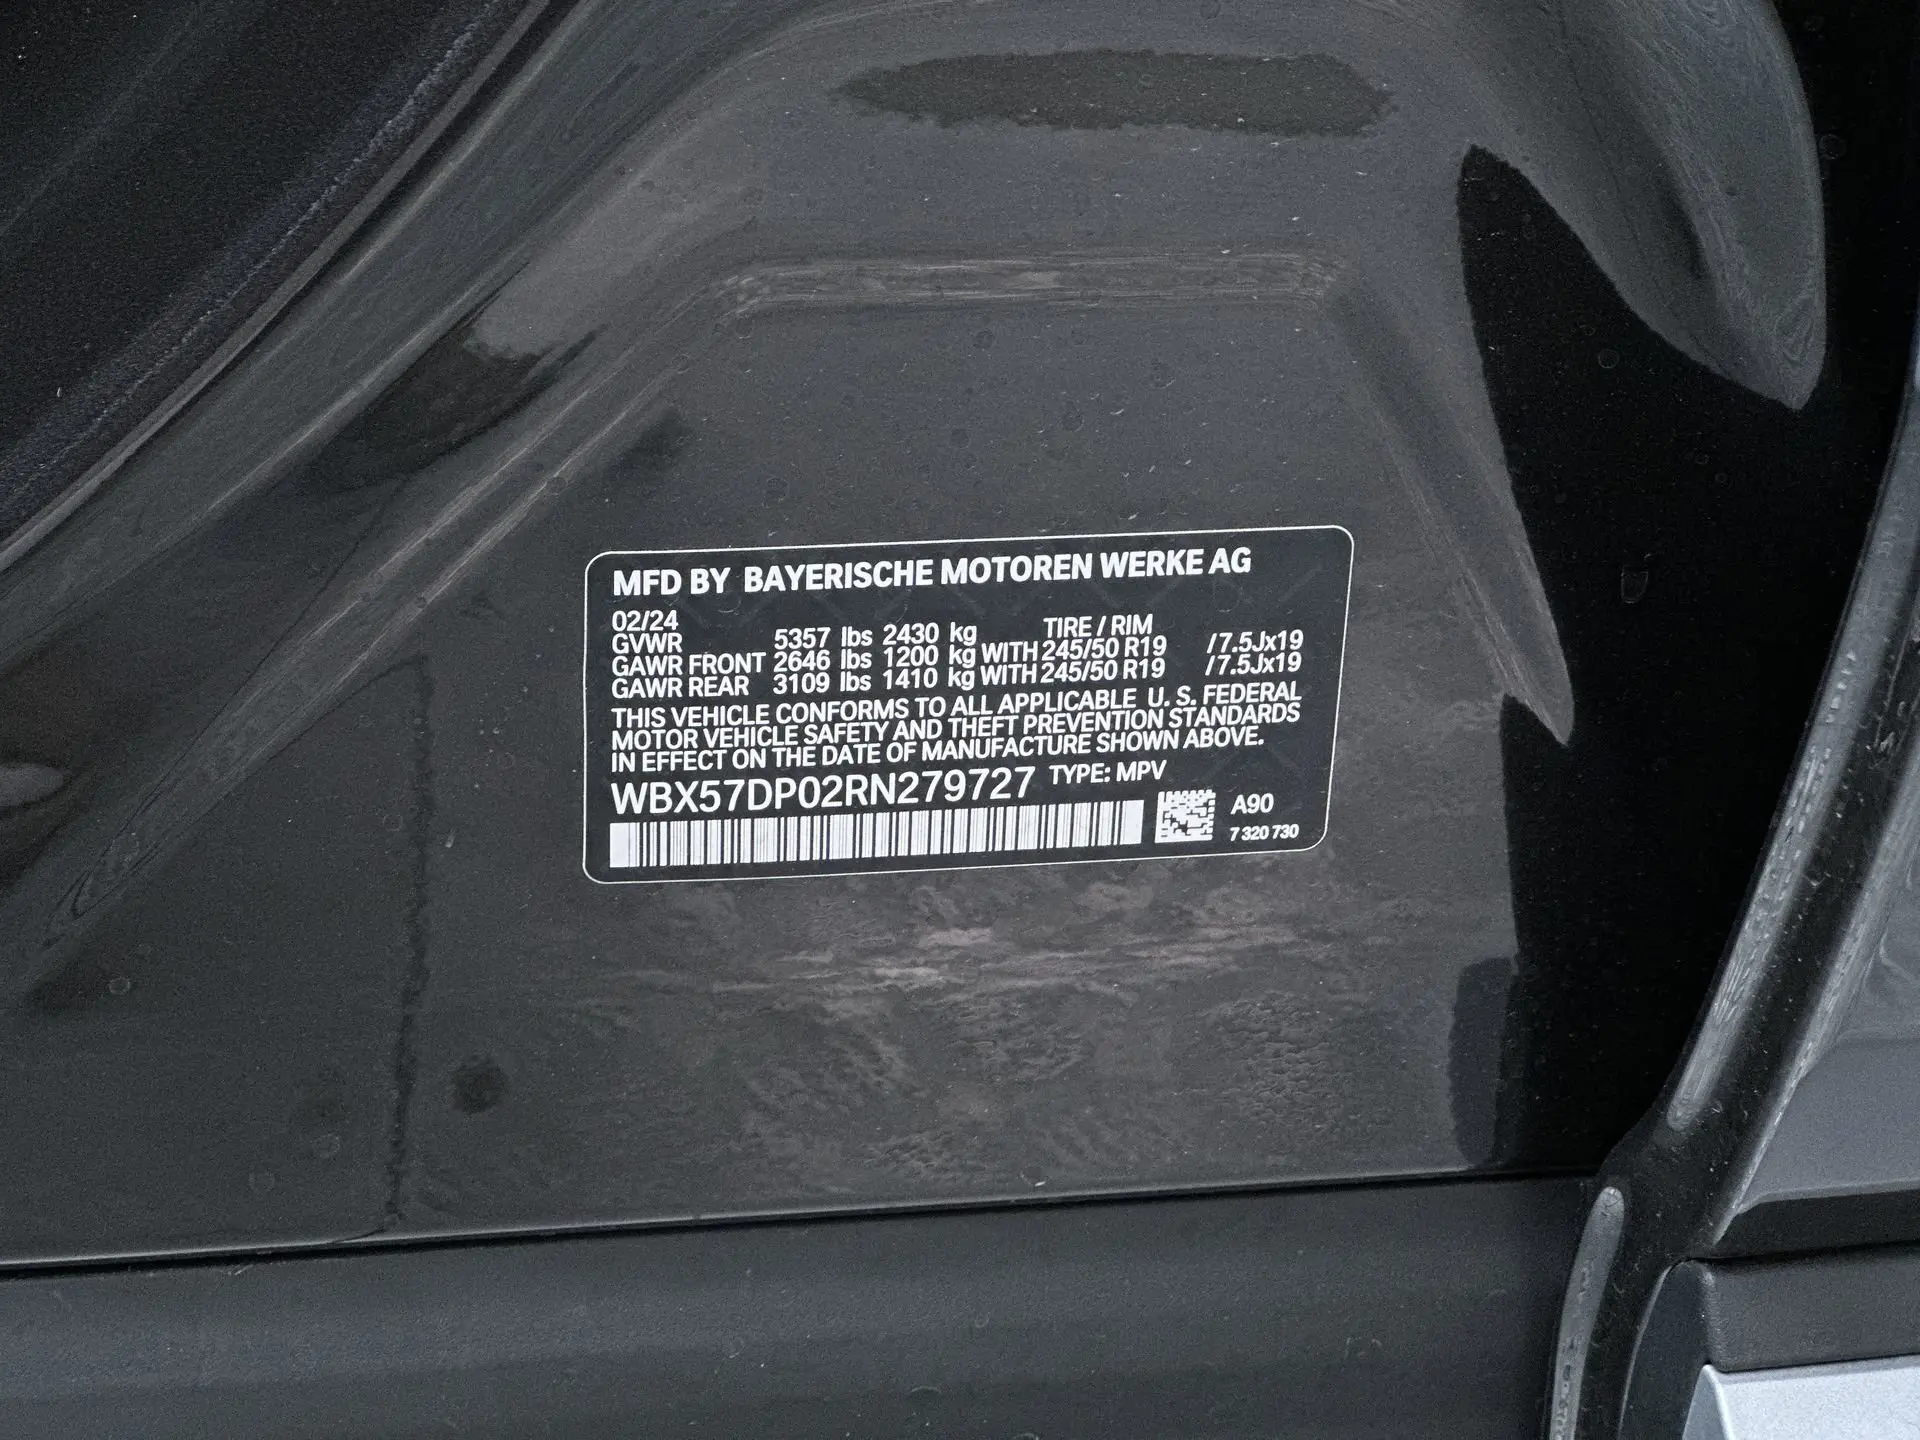 MFD BY BAYERISCHE MOTOREN WERKE AG
02/24 TIRE / RIM
GVWR 5357 lbs 2430 kg
GAWR FRONT 2646 lbs 1200 kg WITH 245/50 R19 /7.5Jx19
GAWR REAR 3109 lbs 1410 kg WITH 245/50 R19 /7.5Jx19
THIS VEHICLE CONFORMS TO ALL APPLICABLE U. S. FEDERAL
MOTOR VEHICLE SAFETY AND THEFT PREVENTION STANDARDS
IN EFFECT ON THE DATE OF MANUFACTURE SHOWN ABOVE.
WBX57DP02RN279727 TYPE: MPV
A90
7 320 730